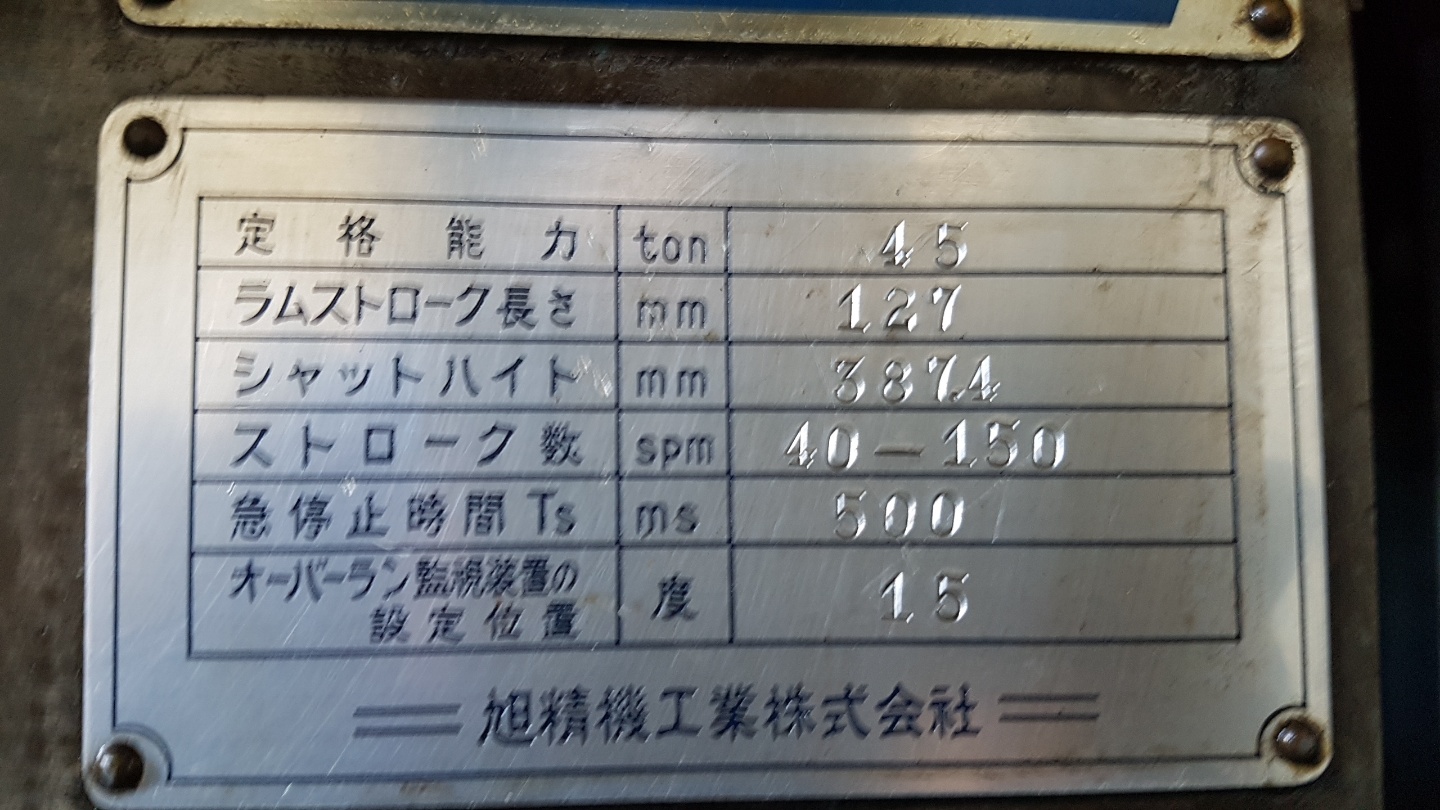 定格能力 ton 45
ラムストローク長さ mm 127
シャットハイト mm 387.4
ストローク数 spm 40-150
急停止時間 Ts ms 500
オーバーラン監視装置の
設定位置 度 15
旭精機工業株式会社